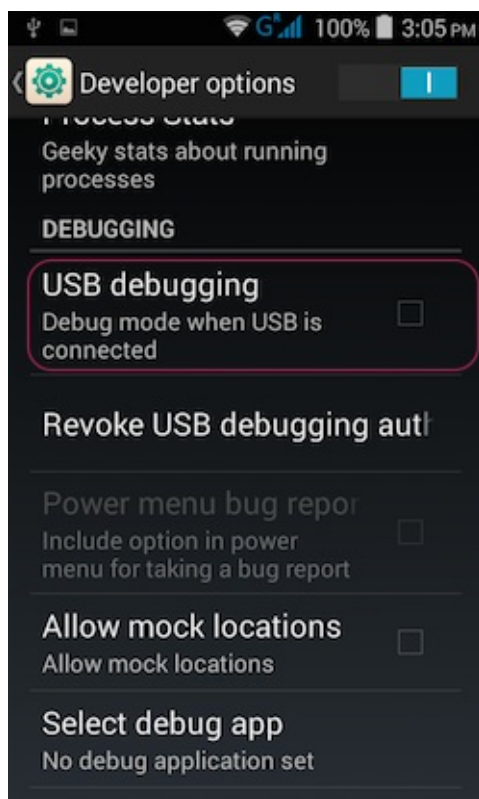 G R 100% 3:05 PM
Developer options
Process Stats
Geeky stats about running
processes
DEBUGGING
USB debugging
Debug mode when USB is
connected
Revoke USB debugging auth
Power menu bug repor
Include option in power
menu for taking a bug report
Allow mock locations
Allow mock locations
Select debug app
No debug application set